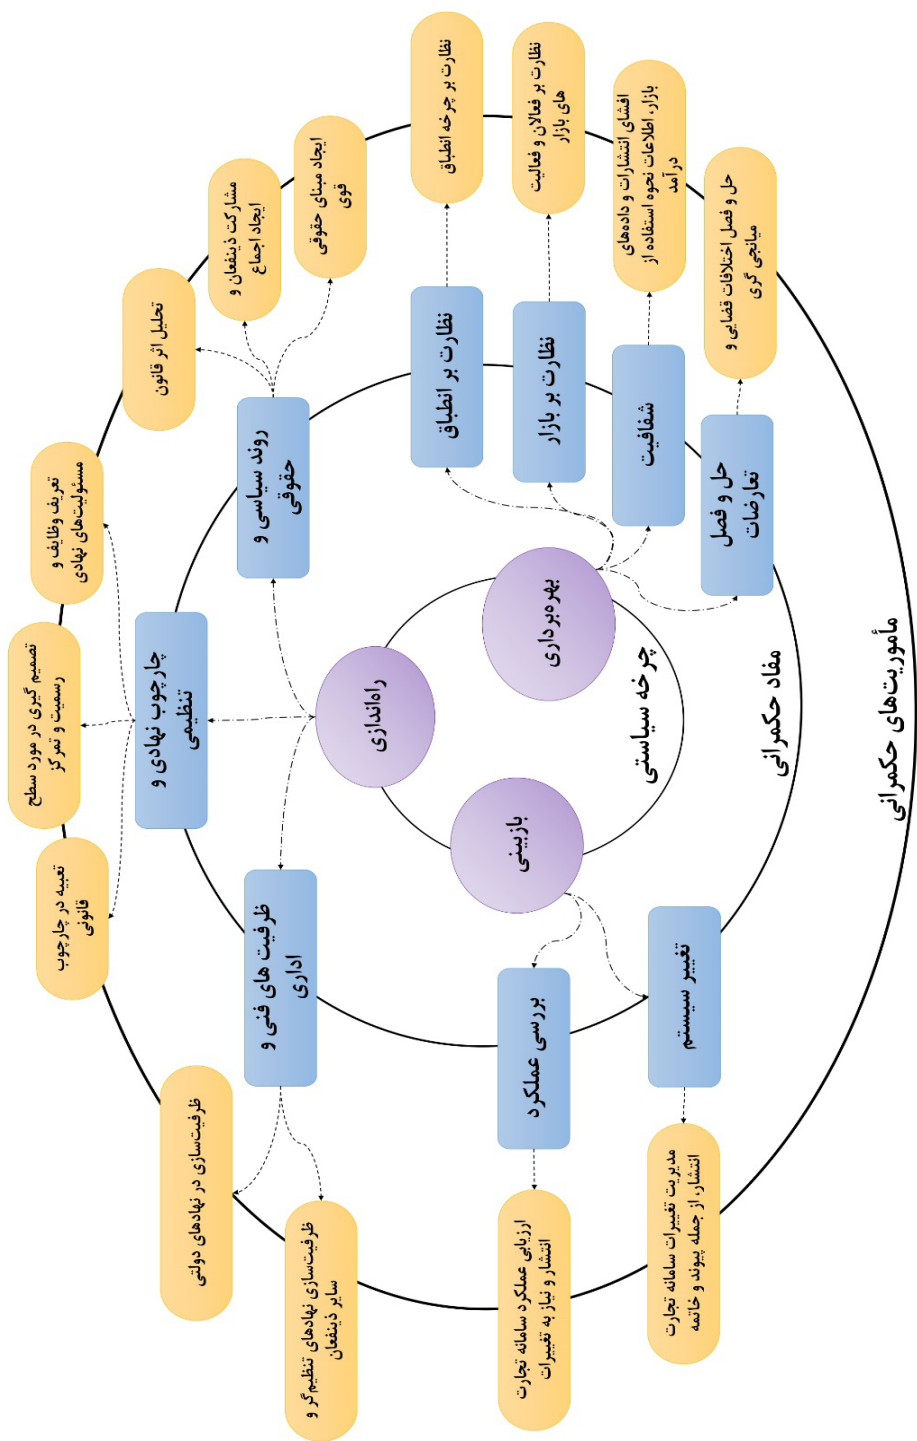 راه‌اندازی
بهره‌برداری
بازبینی
چرخه سیاستی
مفاد حکمرانی
مأموریت‌های حکمرانی
روند سیاسی و
حقوقی
چارچوب نهادی و
تنظیمی
ظرفیت های فنی و
اداری
نظارت بر انطباق
نظارت بر بازار
شفافیت
حل و فصل
تعارضات
بررسی عملکرد
تغییر سیستم
ایجاد مبنای حقوقی
قوی
مشارکت ذینفعان و
ایجاد اجماع
تحلیل اثر قانون
تعریف وظایف و
مسئولیت‌های نهادی
تصمیم گیری در مورد سطح
رسمیت و تمرکز
تعبیه در چارچوب
قانونی
ظرفیت‌سازی در نهادهای دولتی
ظرفیت‌سازی نهادهای تنظیم‌گر و
سایر ذینفعان
نظارت بر چرخه انطباق
نظارت بر فعالان و فعالیت
های بازار
افشای انتشارات و داده‌های
بازار، اطلاعات نحوه استفاده از
درآمد
حل و فصل اختلافات قضایی و
میانجی گری
ارزیابی عملکرد سامانه تجارت
انتشار و نیاز به تغییرات
مدیریت تغییرات سامانه تجارت
انتشار، از جمله پیوند و خاتمه